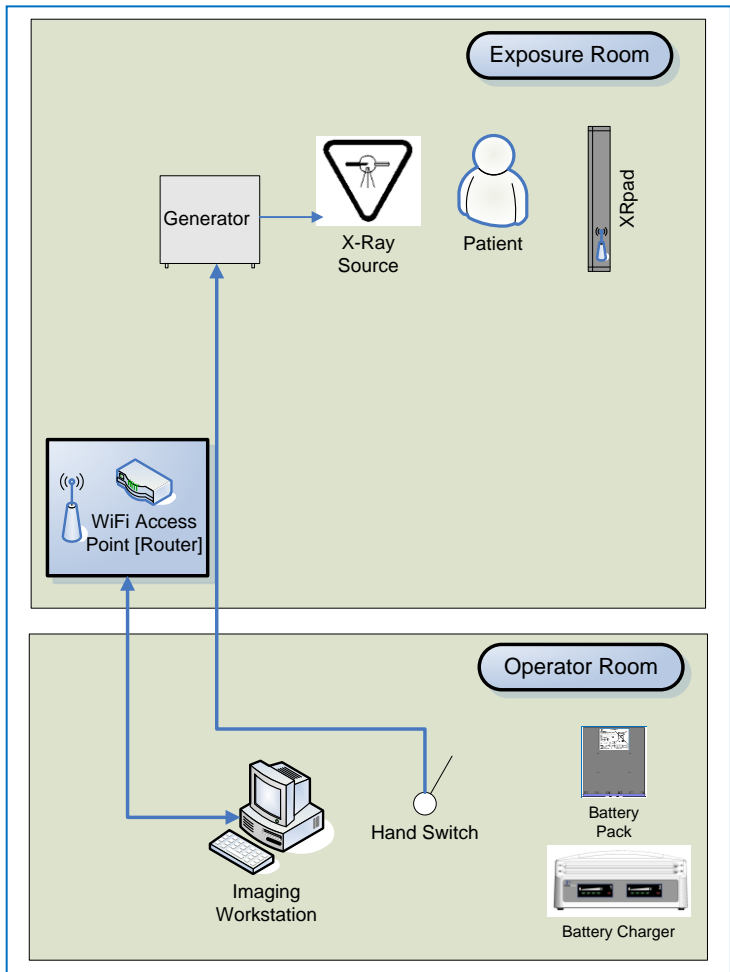 Exposure Room
Generator
X-Ray
Source
Patient
XRpad
WiFi Access
Point [Router]
Operator Room
Imaging
Workstation
Hand Switch
Battery
Pack
Battery Charger